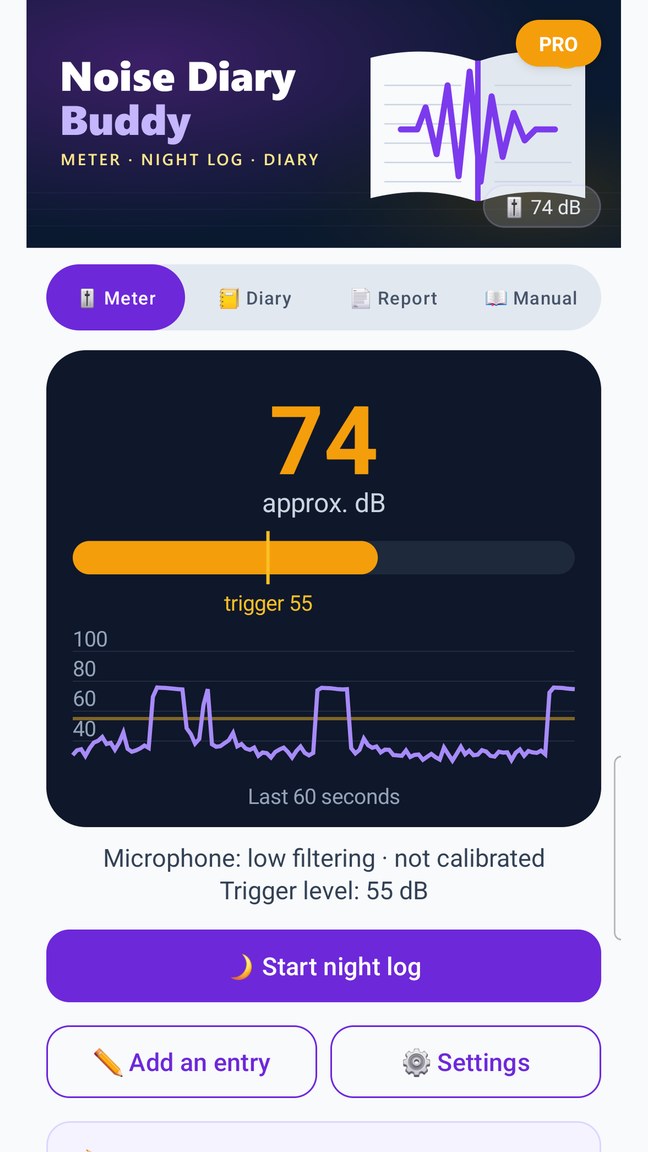 Noise Diary
Buddy
METER · NIGHT LOG · DIARY
PRO
🎚 74 dB
🎚 Meter
📒 Diary
📄 Report
📖 Manual
74
approx. dB
trigger 55
100
80
60
40
Last 60 seconds
Microphone: low filtering · not calibrated
Trigger level: 55 dB
🌙 Start night log
✏️ Add an entry
⚙️ Settings